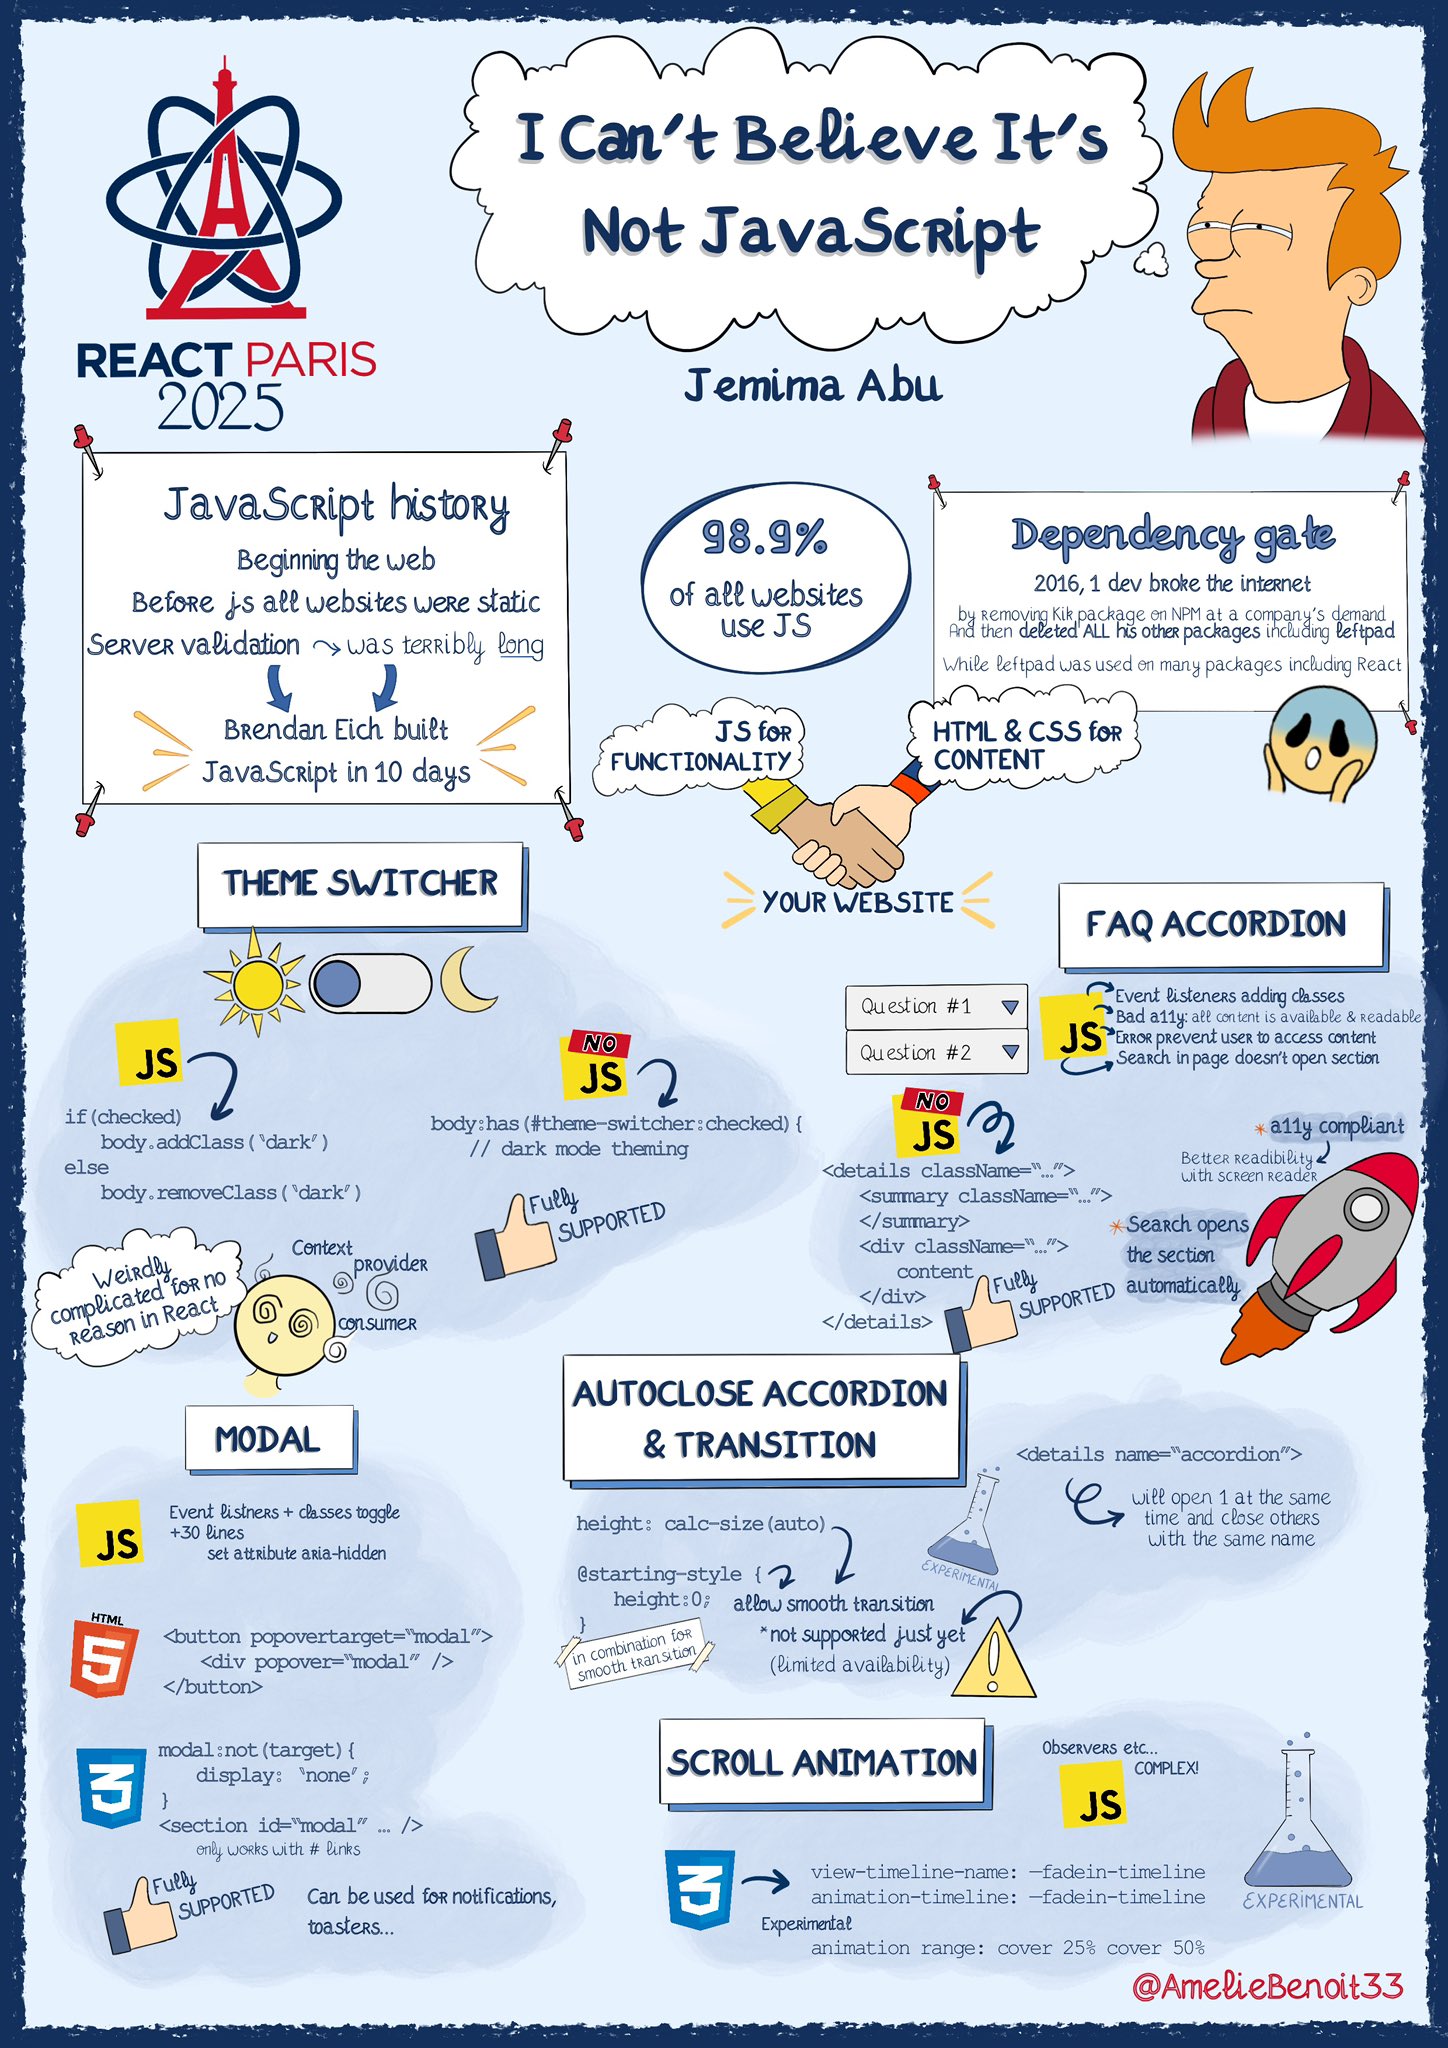 I Can't Believe It's
Not JavaScript
REACT PARIS
2025
Jemima Abu
JavaScript history
Beginning the web
Before js all websites were static
Server validation was terribly long
Brendan Eich built
JavaScript in 10 days
98.9%
of all websites
use JS
Dependency gate
2016, 1 dev broke the internet
by removing Kik package on NPM at a company's demand
And then deleted ALL his other packages including leftpad
While leftpad was used on many packages including React
JS for
FUNCTIONALITY
HTML & CSS for
CONTENT
YOUR WEBSITE
THEME SWITCHER
JS
if(checked)
body.addClass('dark')
else
body.removeClass('dark')
NO
JS
body:has(#theme-switcher:checked){
// dark mode theming
Fully
SUPPORTED
Weirdly
complicated for no
reason in React
Context
provider
consumer
FAQ ACCORDION
Question #1
Question #2
JS
Event listeners adding classes
Bad a11y: all content is available & readable
Error prevent user to access content
Search in page doesn't open section
NO
JS
<details className="…">
<summary className="…">
</summary>
<div className="…">
content
</div>
</details>
Fully
SUPPORTED
* a11y compliant
Better readibility
with screen reader
* Search opens
the section
automatically
MODAL
JS
Event listners + classes toggle
+30 lines
set attribute aria-hidden
HTML
5
<button popovertarget="modal">
<div popover="modal" />
</button>
3
modal:not(target){
display: 'none';
}
<section id="modal" … />
only works with # links
Fully
SUPPORTED
Can be used for notifications,
toasters...
AUTOCLOSE ACCORDION
& TRANSITION
height: calc-size(auto)
@starting-style {
height:0;
}
allow smooth transition
*not supported just yet
(limited availability)
in combination for
smooth transition
EXPERIMENTAL
<details name="accordion">
will open 1 at the same
time and close others
with the same name
SCROLL ANIMATION
Observers etc...
COMPLEX!
JS
3
view-timeline-name: —fadein-timeline
animation-timeline: —fadein-timeline
Experimental
animation range: cover 25% cover 50%
EXPERIMENTAL
@AmelieBenoit33